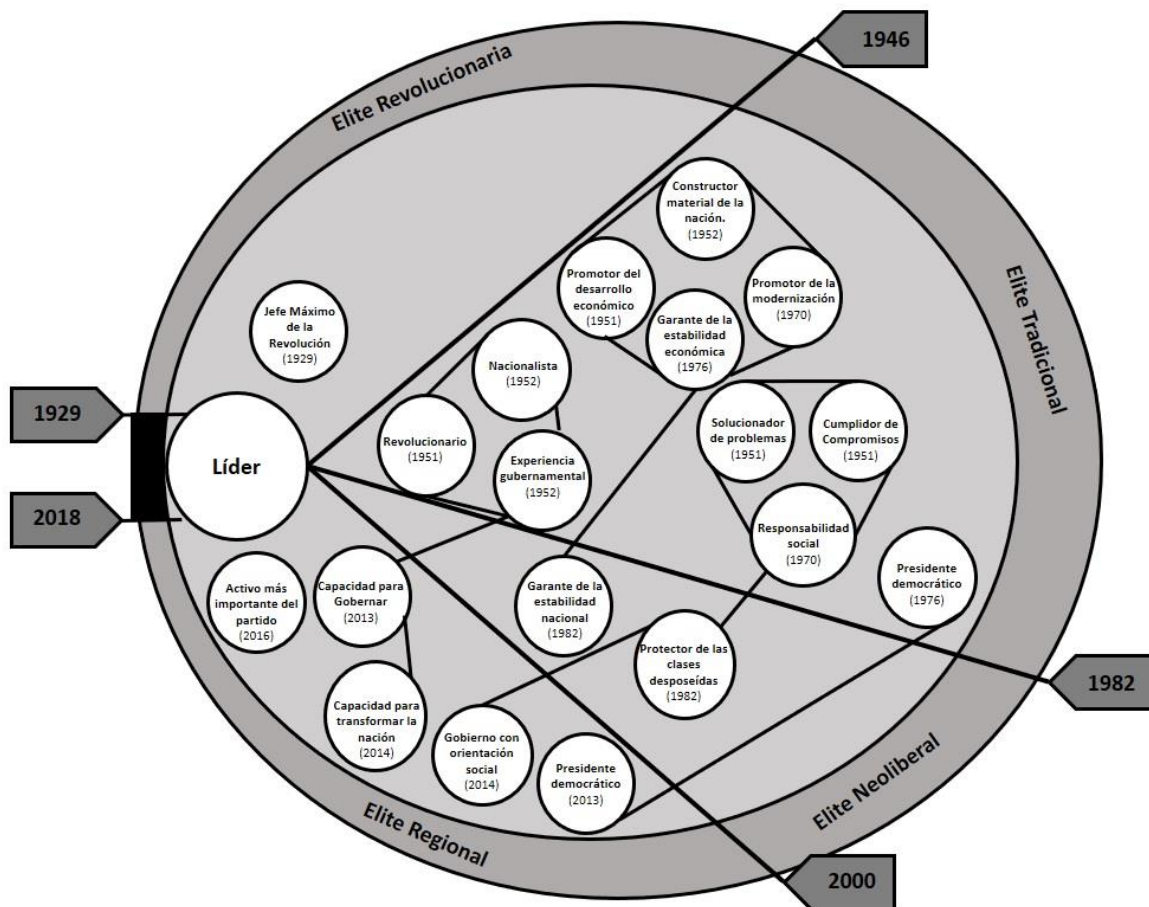 1946
Elite Revolucionaria
Constructor
material de la
nación.
(1952)
Promotor del
desarrollo
económico
(1951)
Promotor de la
modernización
(1970)
Elite Tradicional
Jefe Máximo
de la
Revolución
(1929)
Garante de la
estabilidad
económica
(1976)
Nacionalista
(1952)
1929
Revolucionario
(1951)
Solucionador
de problemas
(1951)
Cumplidor de
Compromisos
(1951)
Líder
Experiencia
gubernamental
(1952)
2018
Responsabilidad
social
(1970)
Presidente
democrático
(1976)
Activo más
importante del
partido
(2016)
Capacidad para
Gobernar
(2013)
Garante de la
estabilidad
nacional
(1982)
Protector de las
clases
desposeídas
(1982)
1982
Capacidad para
transformar la
nación
(2014)
Gobierno con
orientación
social
(2014)
Presidente
democrático
(2013)
Elite Neoliberal
Elite Regional
2000